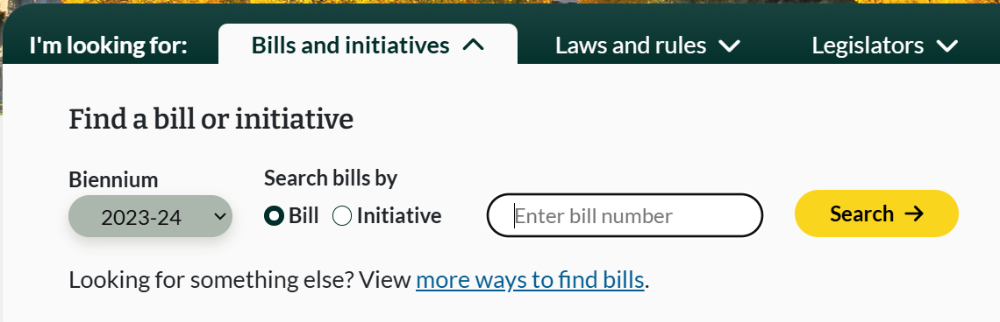 I'm looking for: Bills and initiatives Laws and rules Legislators
Find a bill or initiative
Biennium
Search bills by
2023-24
Bill Initiative
Enter bill number
Search →
Looking for something else? View more ways to find bills.